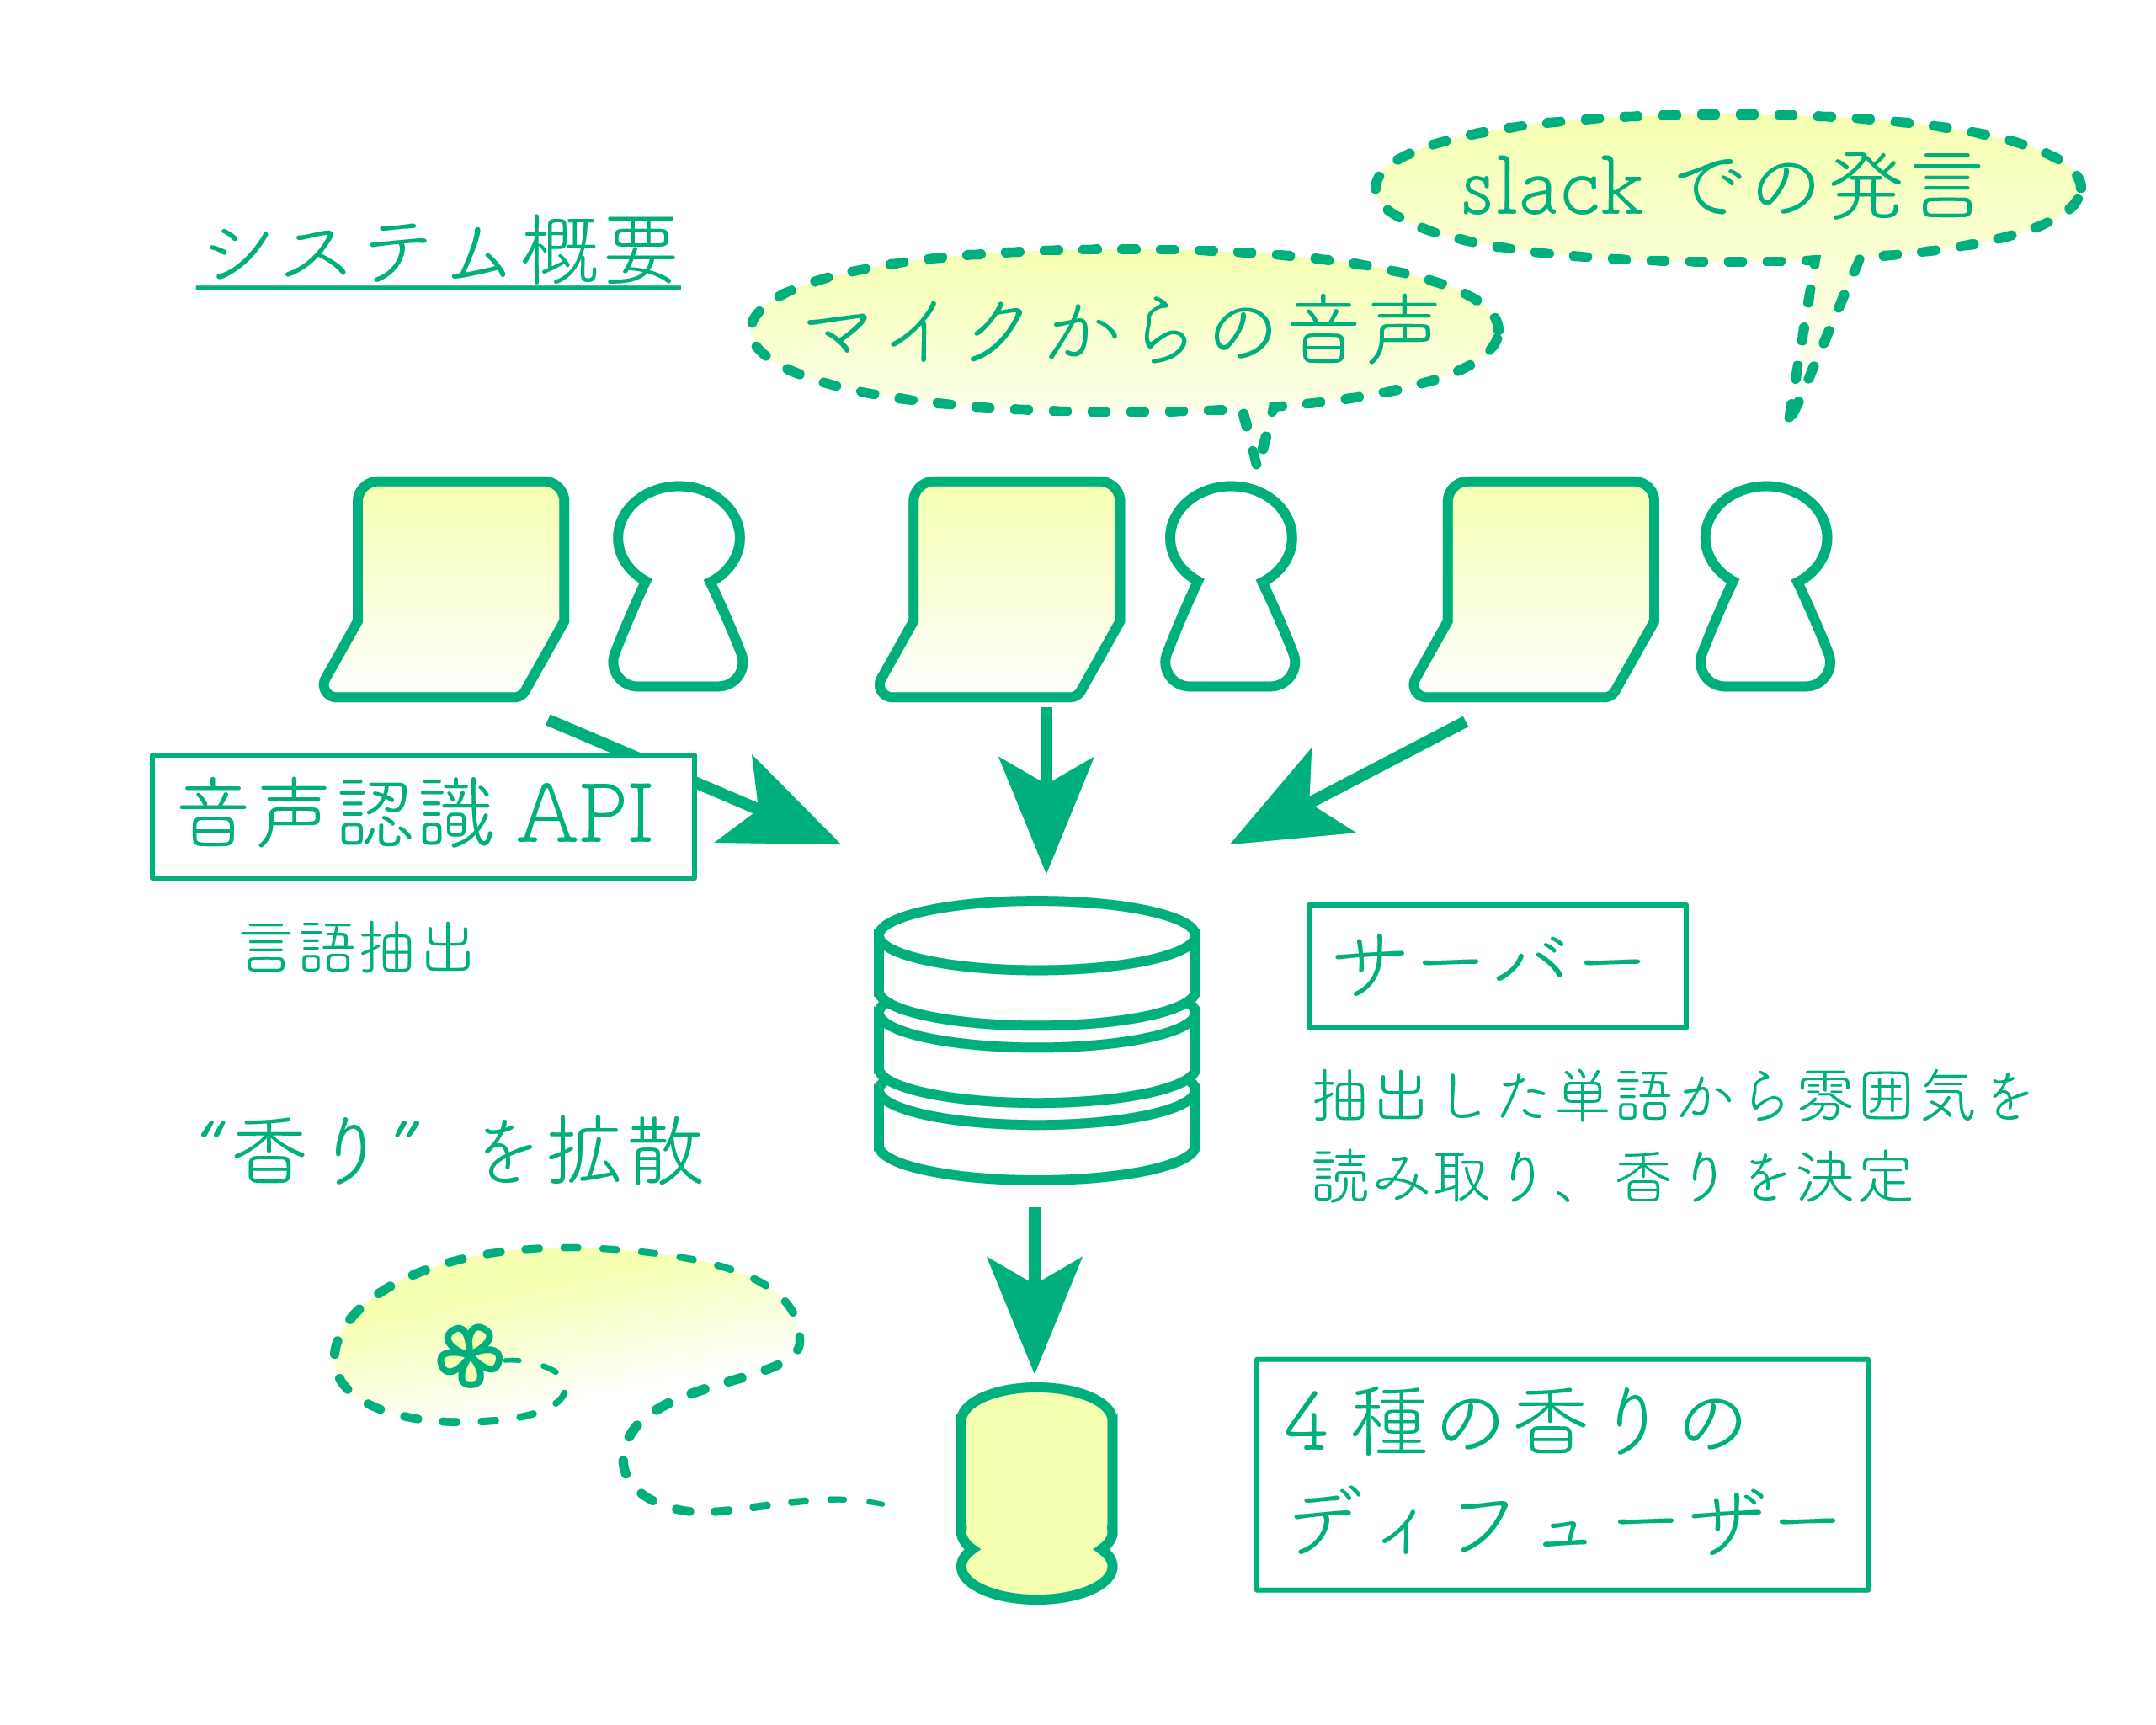 システム概要
slack での発言
マイクからの音声
音声認識 API
言語抽出
サーバー
抽出した単語から雰囲気を
読み取り、香りを決定
“香り” を拡散
4種の香りの
ディフューザー